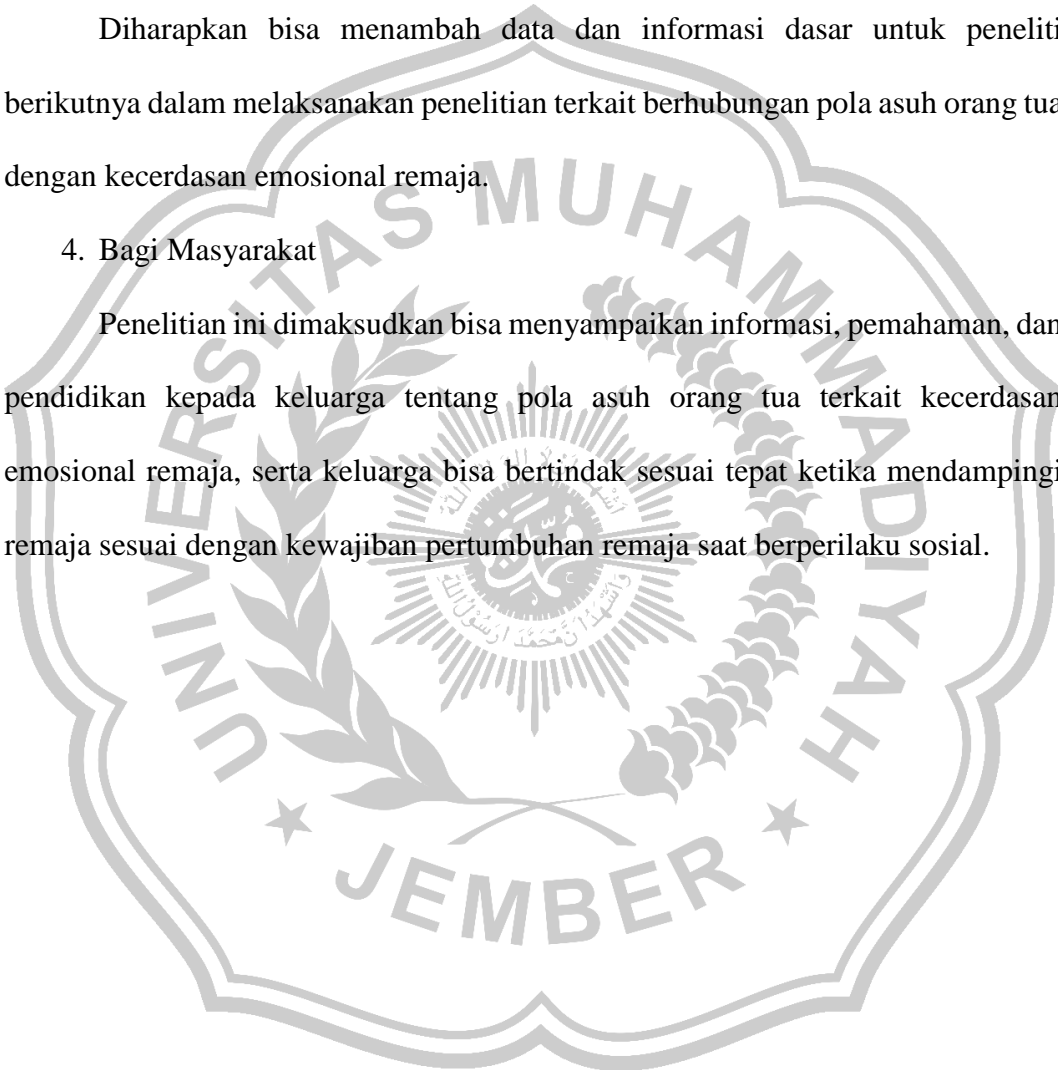 Diharapkan bisa menambah data dan informasi dasar untuk peneliti
berikutnya dalam melaksanakan penelitian terkait berhubungan pola asuh orang tua
dengan kecerdasan emosional remaja.
4. Bagi Masyarakat
Penelitian ini dimaksudkan bisa menyampaikan informasi, pemahaman, dan
pendidikan kepada keluarga tentang pola asuh orang tua terkait kecerdasan
emosional remaja, serta keluarga bisa bertindak sesuai tepat ketika mendampingi
remaja sesuai dengan kewajiban pertumbuhan remaja saat berperilaku sosial.
UNIVERSITAS MUHAMMADIYAH
JEMBER